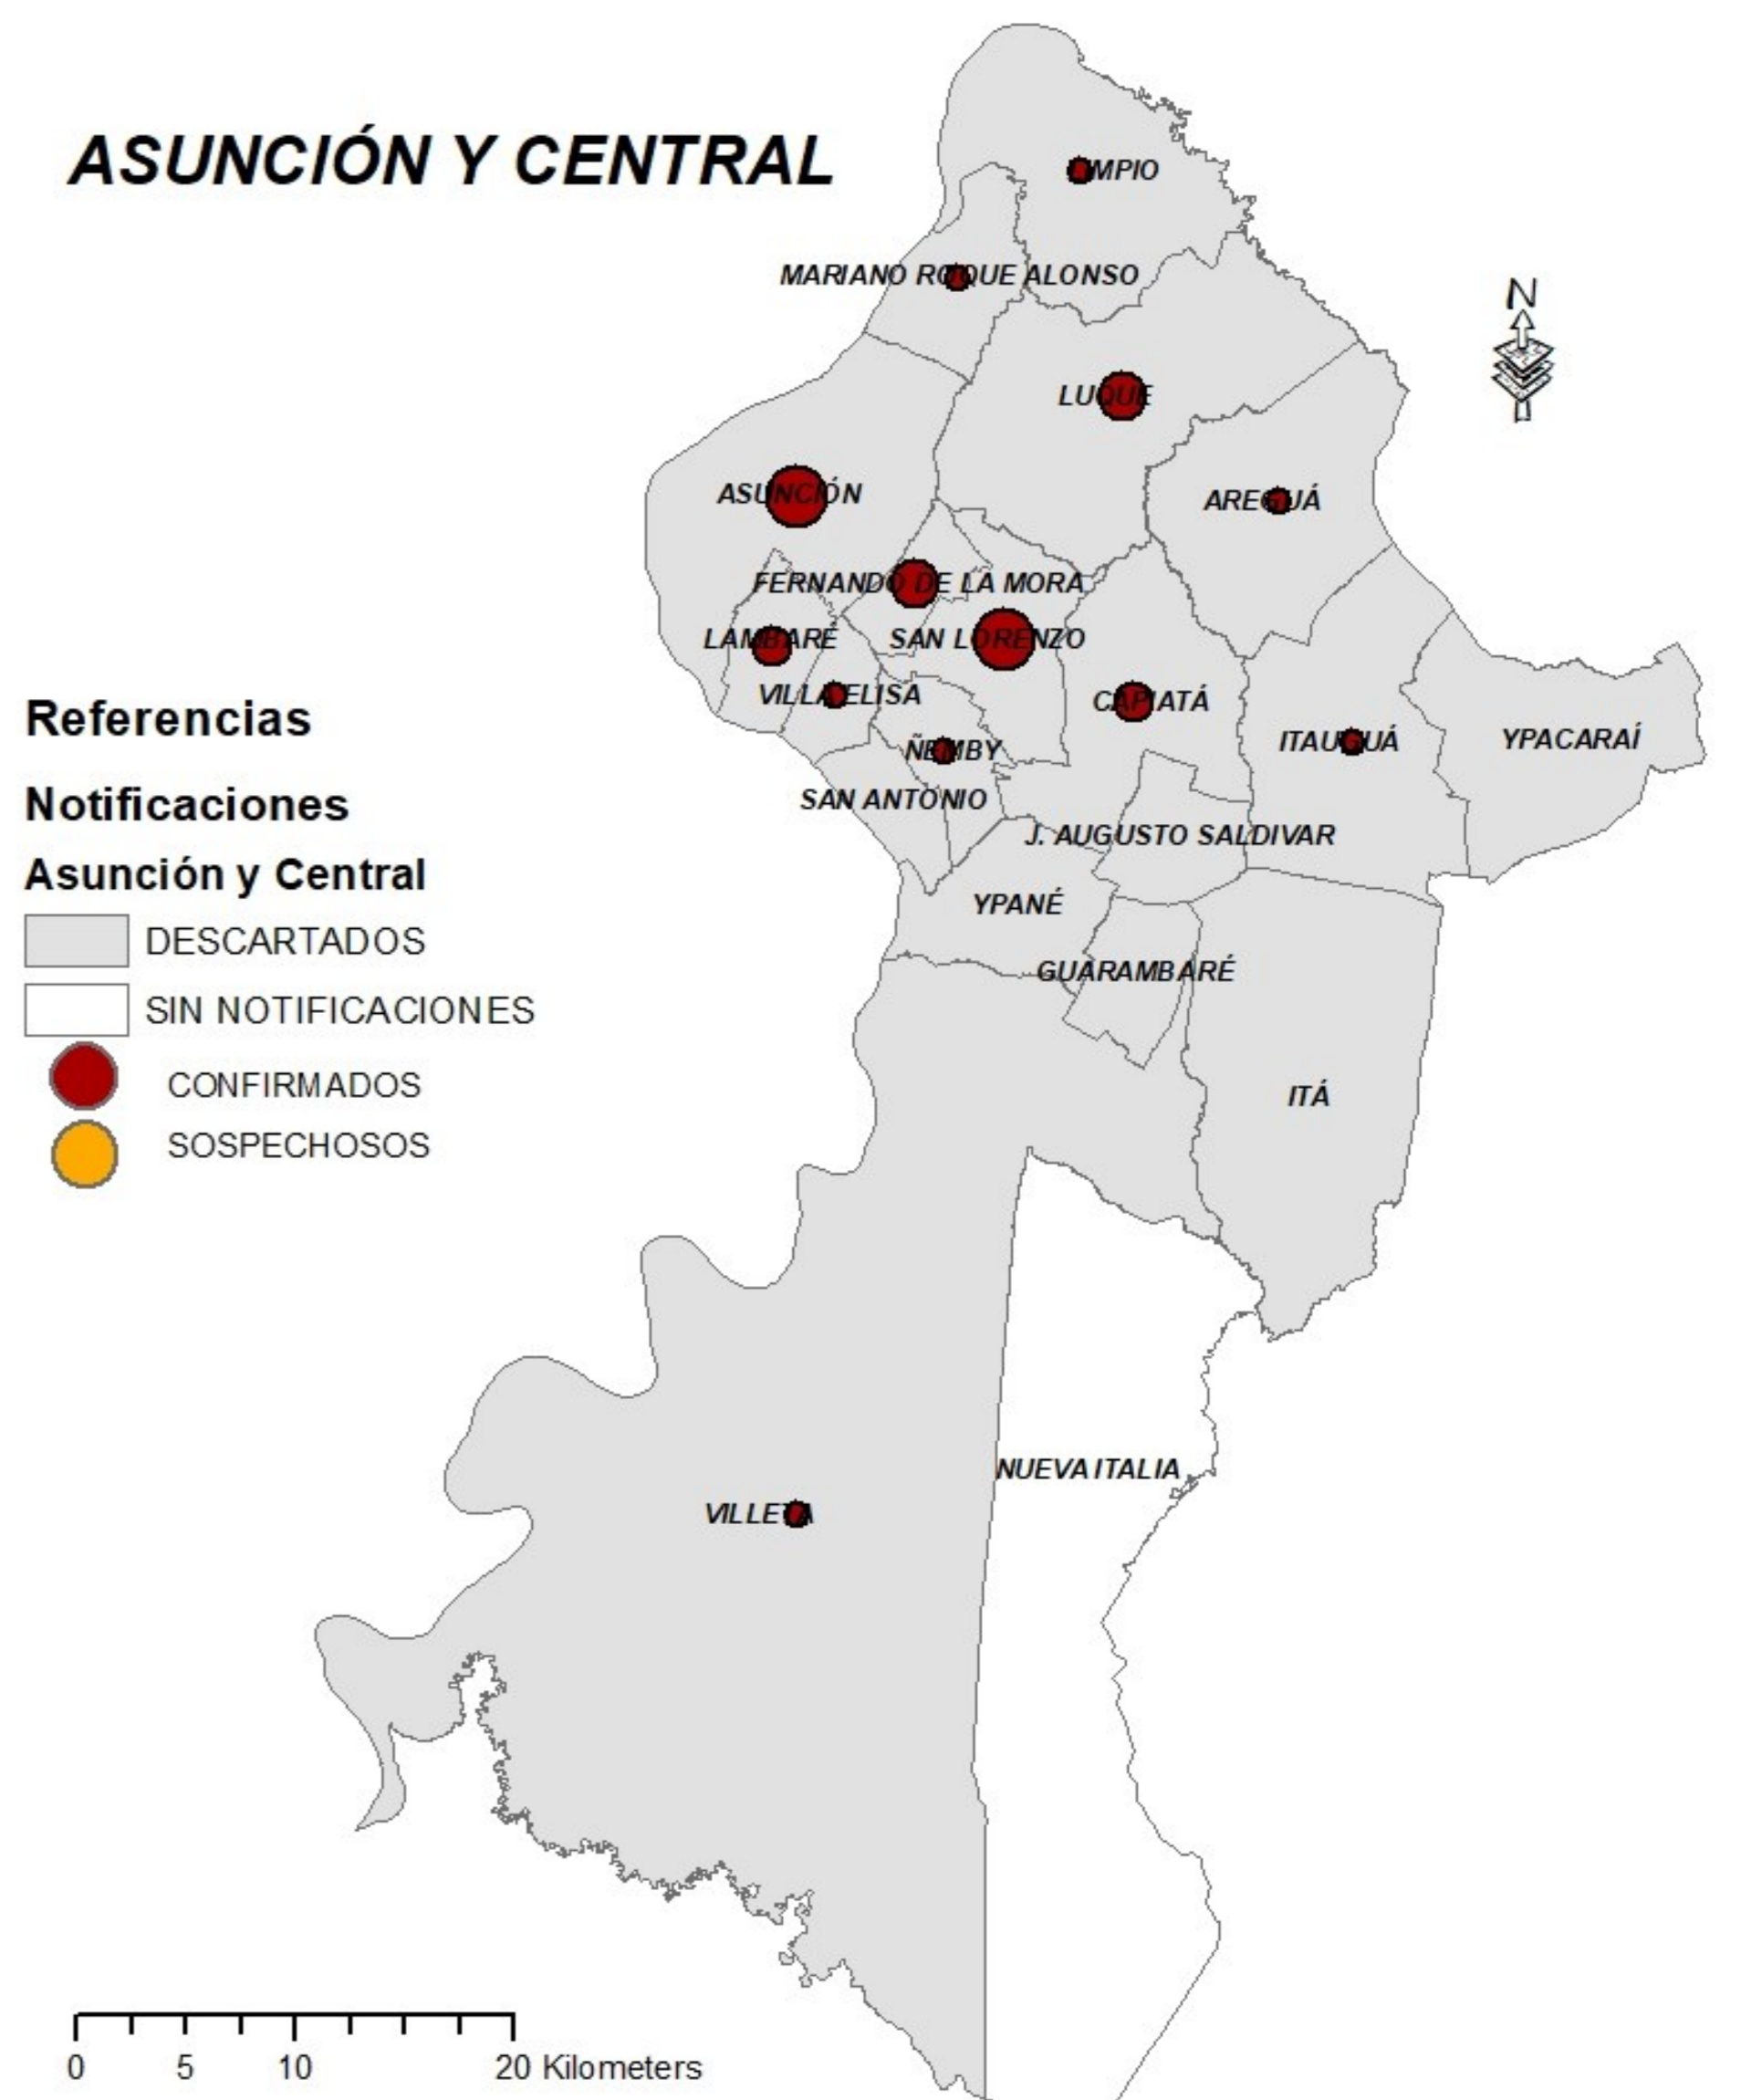 ASUNCIÓN Y CENTRAL
MPIO
MARIANO ROQUE ALONSO
N
LUQUE
ASUNCIÓN
AREGUÁ
FERNANDO DE LA MORA
LAMBARÉ
SAN LORENZO
VILLA ELISA
CAPIATÁ
ÑEMBY
ITAUGUÁ
YPACARAÍ
SAN ANTONIO
J. AUGUSTO SALDIVAR
YPANÉ
GUARAMBARÉ
ITÁ
NUEVA ITALIA
VILLETA
Referencias
Notificaciones
Asunción y Central
DESCARTADOS
SIN NOTIFICACIONES
CONFIRMADOS
SOSPECHOSOS
0 5 10 20 Kilometers